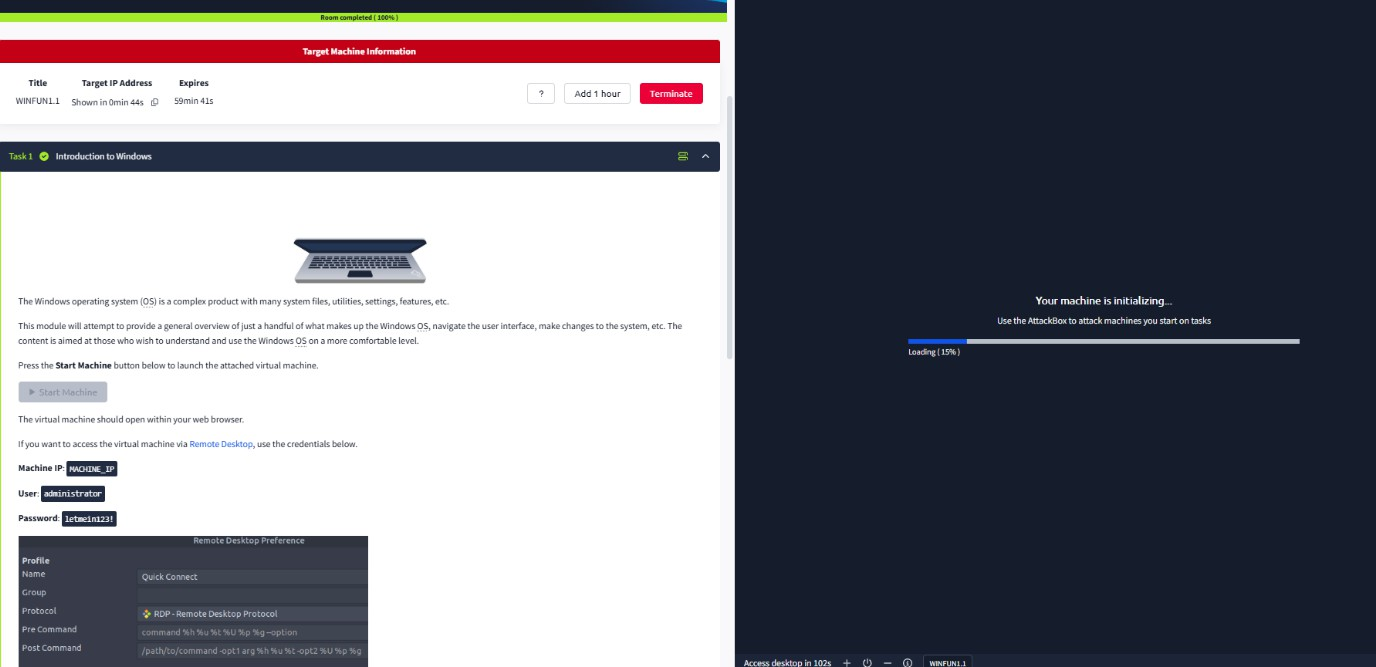 Room completed ( 100% )
Target Machine Information
Title Target IP Address Expires
WINFUN1.1 Shown in 0min 44s 59min 41s
? Add 1 hour Terminate
Task 1 Introduction to Windows
The Windows operating system (OS) is a complex product with many system files, utilities, settings, features, etc.
This module will attempt to provide a general overview of just a handful of what makes up the Windows OS, navigate the user interface, make changes to the system, etc. The
content is aimed at those who wish to understand and use the Windows OS on a more comfortable level.
Press the Start Machine button below to launch the attached virtual machine.
Start Machine
The virtual machine should open within your web browser.
If you want to access the virtual machine via Remote Desktop, use the credentials below.
Machine IP: MACHINE_IP
User: administrator
Password: letmein123!
Remote Desktop Preference
Profile
Name Quick Connect
Group
Protocol RDP - Remote Desktop Protocol
Pre Command command %h %u %t %U %p %g --option
Post Command /path/to/command -opt1 arg %h %u %t -opt2 %U %p %g
Your machine is initializing...
Use the AttackBox to attack machines you start on tasks
Loading ( 15% )
Access desktop in 102s WINFUN1.1